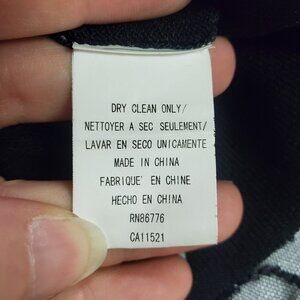 DRY CLEAN ONLY/
NETTOYER A SEC SEULEMENT/
LAVAR EN SECO UNICAMENTE
MADE IN CHINA
FABRIQUE' EN CHINE
HECHO EN CHINA
RN86776
CA11521